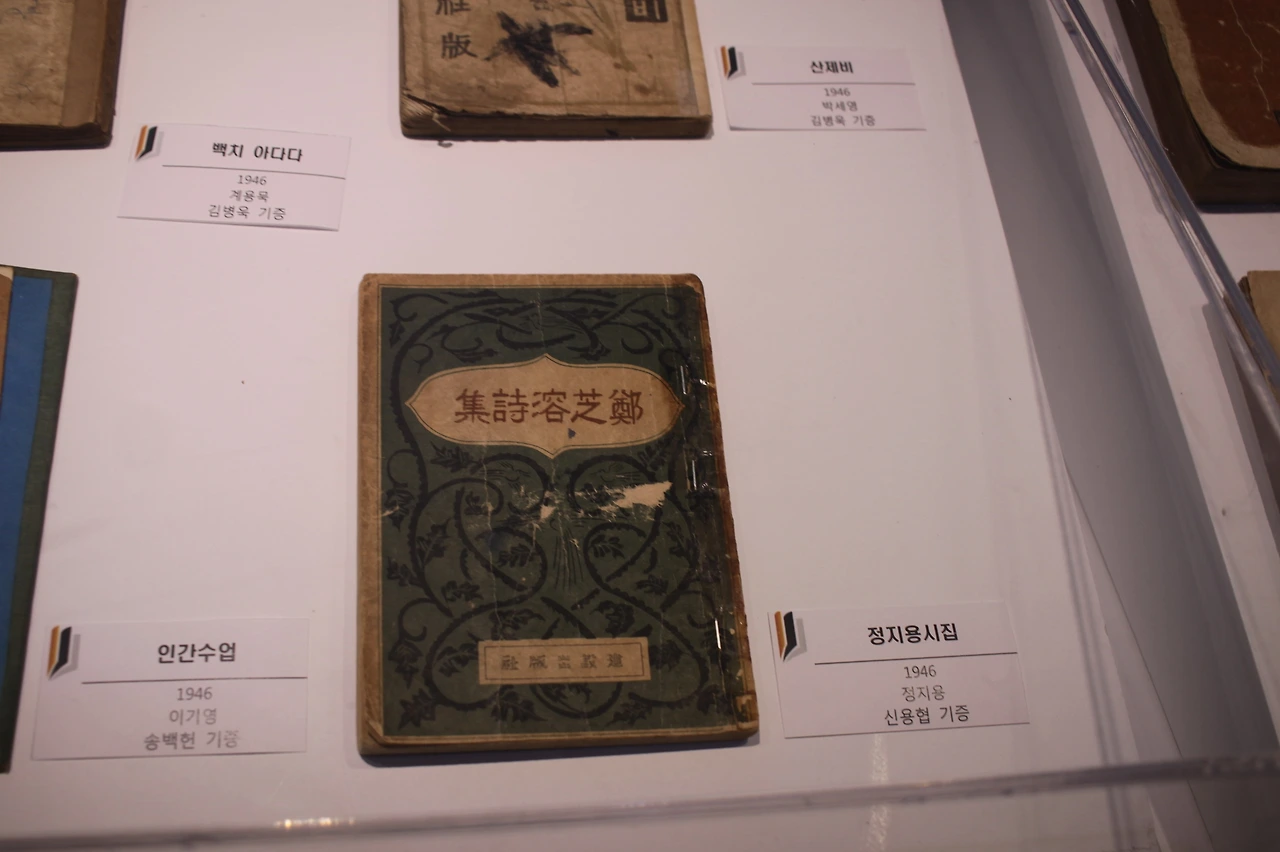 社
版
비
산제비
1946
박세영
김병욱 기증
백치 아다다
1946
계용묵
김병욱 기증
集詩溶芝鄭
社版出設建
인간수업
1946
이기영
송백헌 기증
정지용시집
1946
정지용
신용협 기증